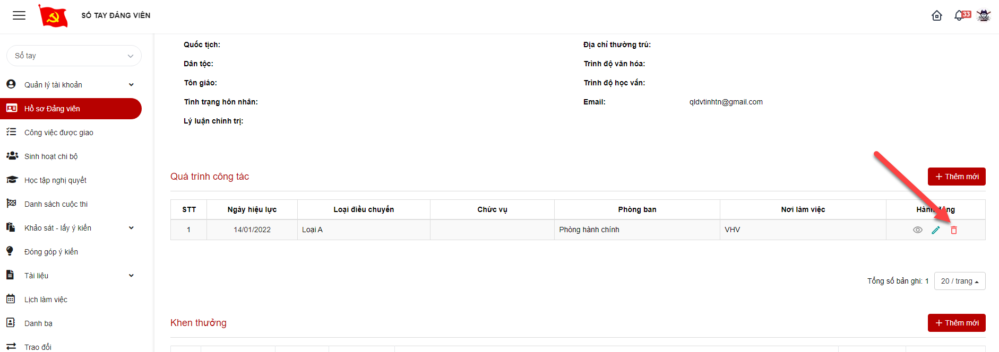 SỔ TAY ĐẢNG VIÊN
33
Sổ tay
Quản lý tài khoản
Hồ sơ Đảng viên
Công việc được giao
Sinh hoạt chi bộ
Học tập nghị quyết
Danh sách cuộc thi
Khảo sát - lấy ý kiến
Đóng góp ý kiến
Tài liệu
Lịch làm việc
Danh bạ
Trao đổi
Quốc tịch:
Địa chỉ thường trú:
Dân tộc:
Trình độ văn hóa:
Tôn giáo:
Trình độ học vấn:
Tình trạng hôn nhân:
Email: qldvtinhtn@gmail.com
Lý luận chính trị:
Quá trình công tác
+ Thêm mới
STT Ngày hiệu lực Loại điều chuyển Chức vụ Phòng ban Nơi làm việc Hành động
1 14/01/2022 Loại A Phòng hành chính VHV
Tổng số bản ghi: 1 20 / trang
Khen thưởng
+ Thêm mới